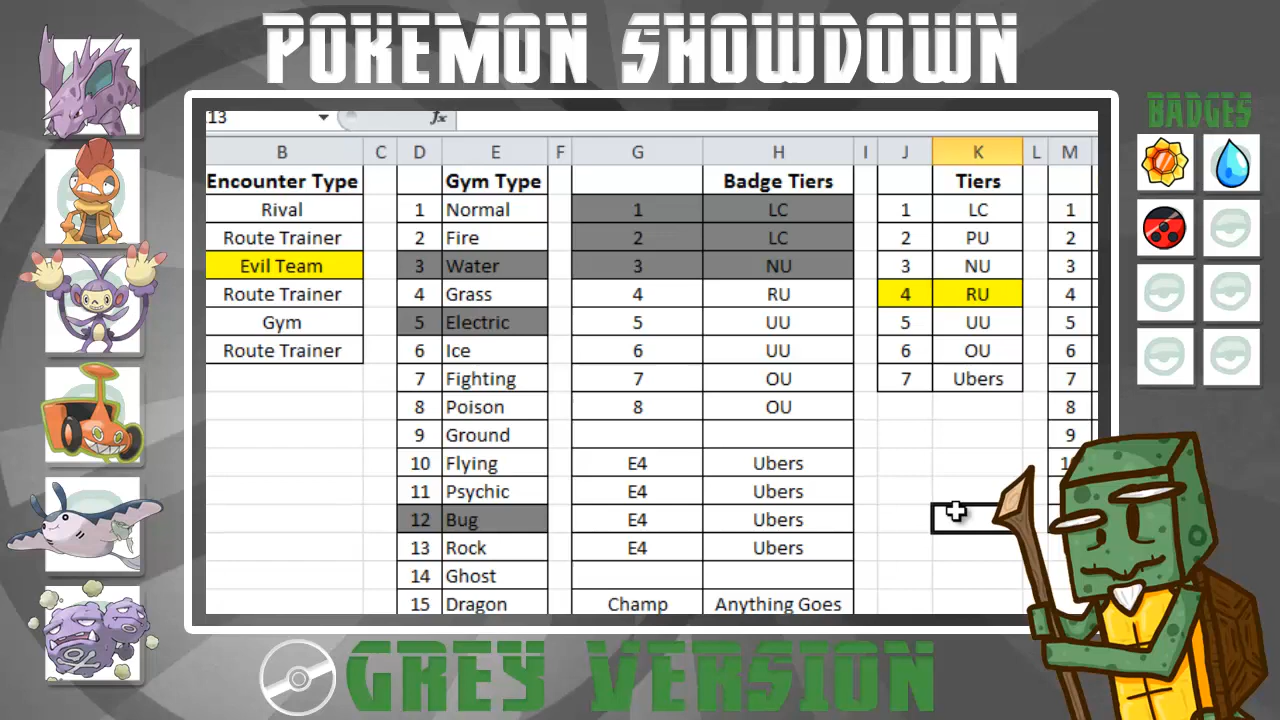 POKEMON SHOWDOWN
BADGES
13 fx
B C D E F G H I J K L M
Encounter Type Gym Type Badge Tiers Tiers
Rival 1 Normal 1 LC 1 LC 1
Route Trainer 2 Fire 2 LC 2 PU 2
Evil Team 3 Water 3 NU 3 NU 3
Route Trainer 4 Grass 4 RU 4 RU 4
Gym 5 Electric 5 UU 5 UU 5
Route Trainer 6 Ice 6 UU 6 OU 6
7 Fighting 7 OU 7 Ubers 7
8 Poison 8 OU 8
9 Ground 9
10 Flying E4 Ubers
11 Psychic E4 Ubers
12 Bug E4 Ubers
13 Rock E4 Ubers
14 Ghost
15 Dragon Champ Anything Goes
GREY VERSION